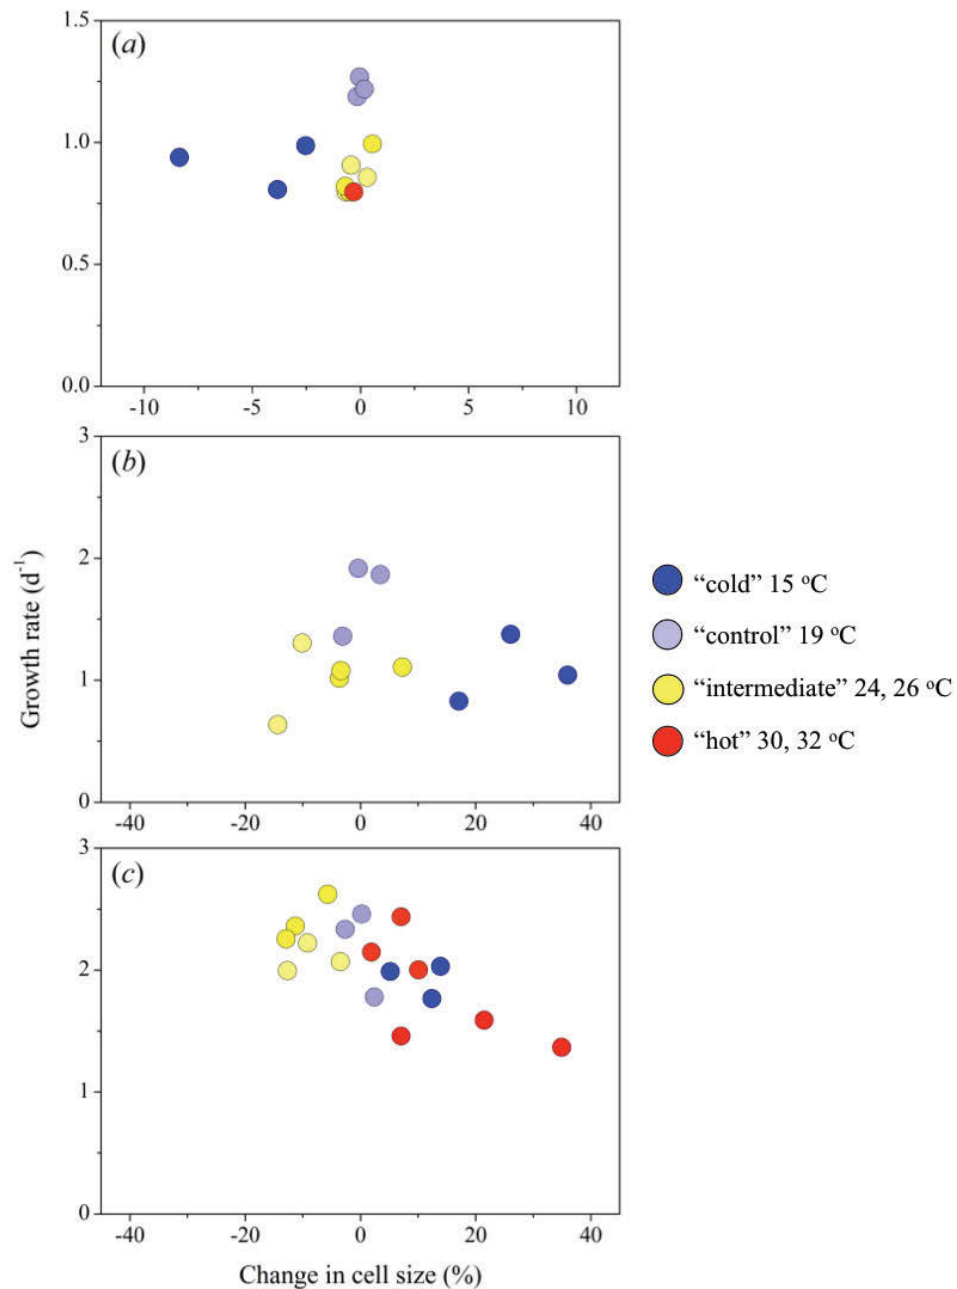 1.5
(a)
1.0
0.5
0.0
-10 -5 0 5 10
3
(b)
2
1
0
-40 -20 0 20 40
3
(c)
2
1
0
-40 -20 0 20 40
Growth rate (d⁻¹)
Change in cell size (%)
“cold” 15 ºC
“control” 19 ºC
“intermediate” 24, 26 ºC
“hot” 30, 32 ºC